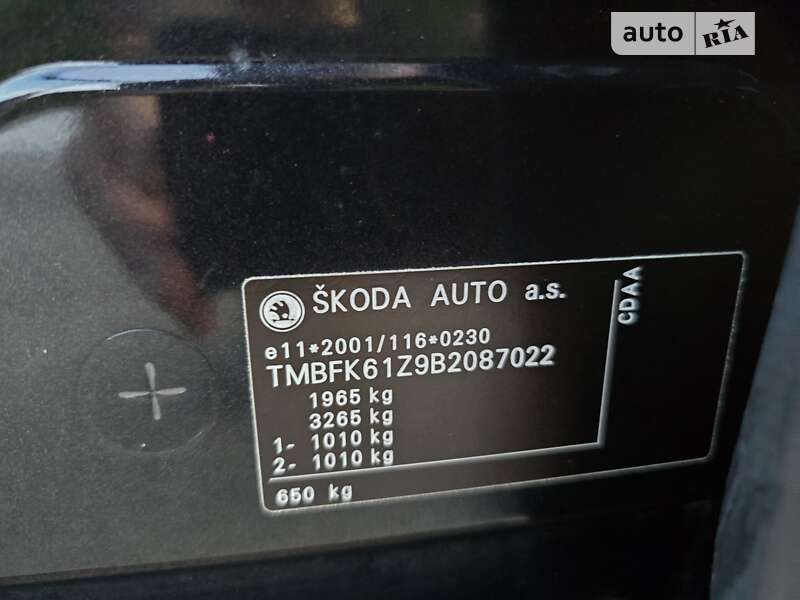 auto RIA
ŠKODA AUTO a.s.
e11*2001/116*0230
TMBFK61Z9B2087022
1965 kg
3265 kg
1- 1010 kg
2- 1010 kg
650 kg
CDAA